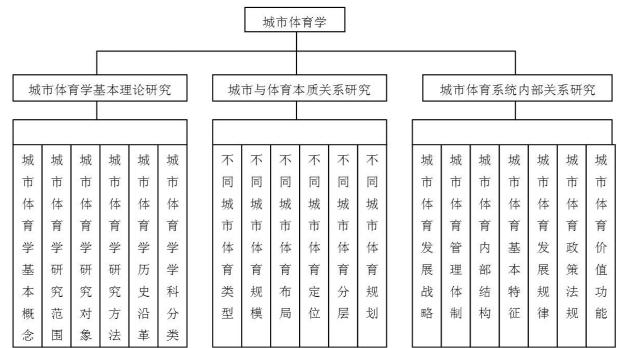 城市体育学
城市体育学基本理论研究
城市与体育本质关系研究
城市体育系统内部关系研究
城市体育学基本概念
城市体育学研究范围
城市体育学研究对象
城市体育学研究方法
城市体育学历史沿革
城市体育学学科分类
不同城市体育类型
不同城市体育规模
不同城市体育布局
不同城市体育定位
不同城市体育分层
不同城市体育规划
城市体育发展战略
城市体育管理体制
城市体育内部结构
城市体育基本特征
城市体育发展规律
城市体育政策法规
城市体育价值功能